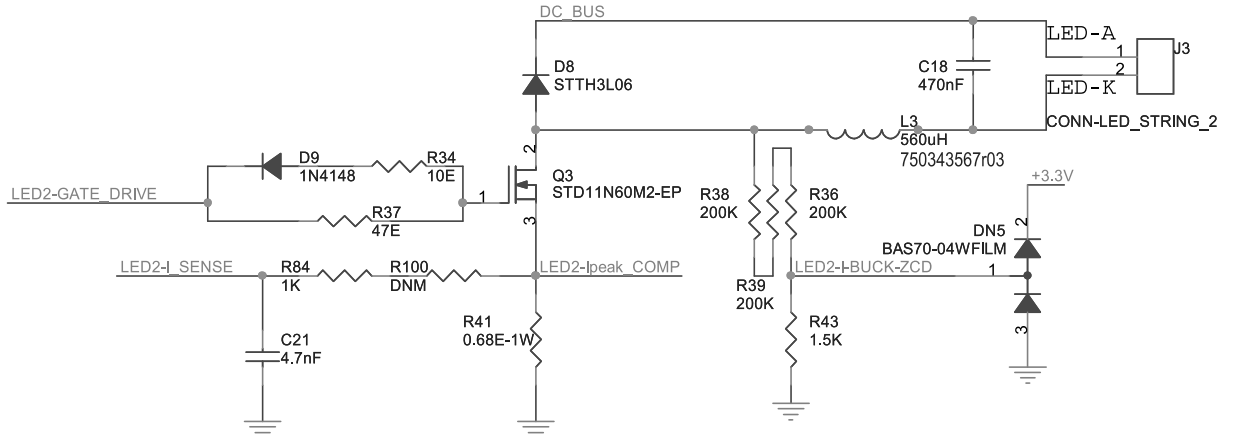 DC_BUS
LED-A
J3
1
2
LED-K
CONN-LED_STRING_2
D8
STTH3L06
C18
470nF
L3
560uH
750343567r03
D9
1N4148
R34
10E
LED2-GATE_DRIVE
R37
47E
2
1
3
Q3
STD11N60M2-EP
R38
200K
R36
200K
R39
200K
+3.3V
2
DN5
BAS70-04WFILM
1
3
LED2-I_SENSE
R84
1K
R100
DNM
LED2-Ipeak_COMP
LED2-I-BUCK-ZCD
C21
4.7nF
R41
0.68E-1W
R43
1.5K